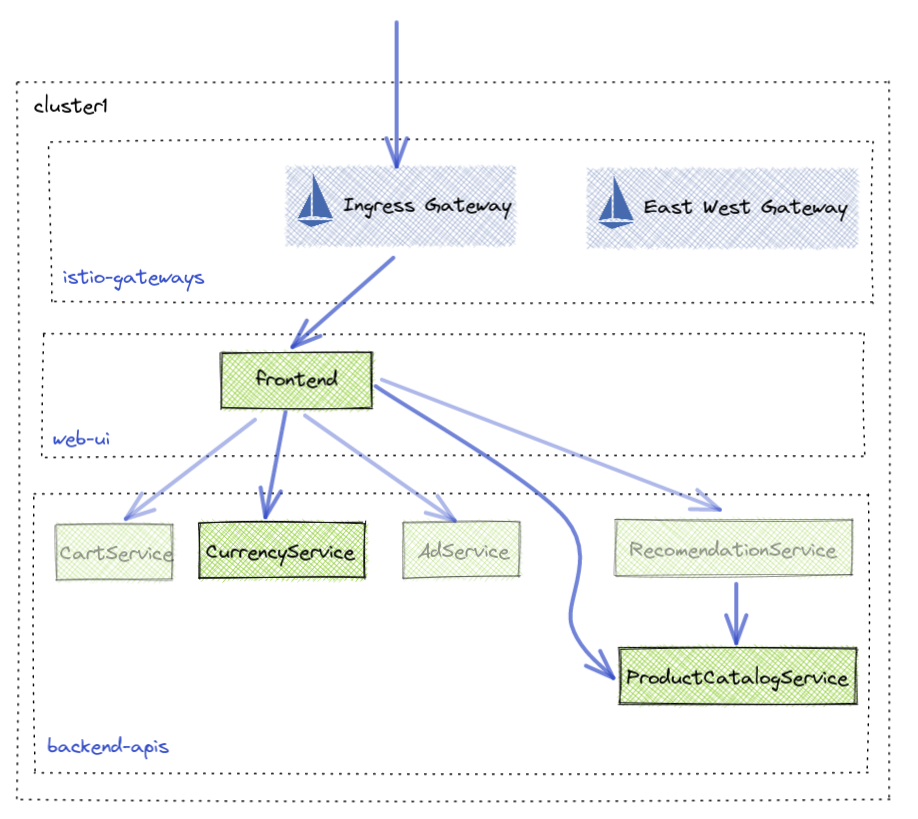 cluster1
Ingress Gateway
East West Gateway
istio-gateways
frontend
web-ui
CartService
CurrencyService
AdService
RecomendationService
ProductCatalogService
backend-apis